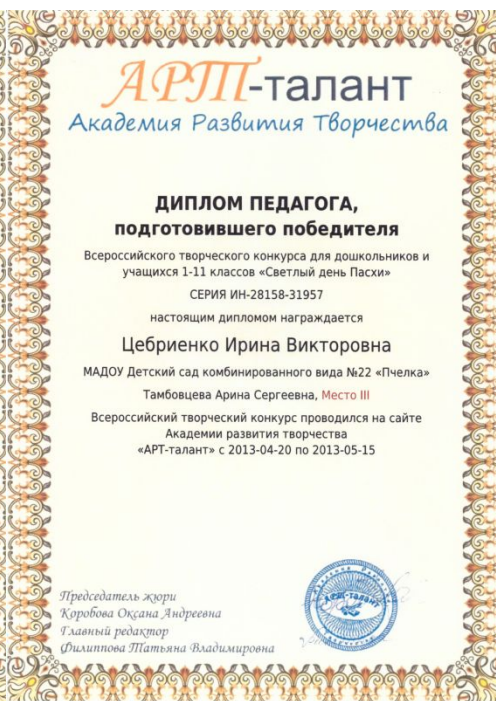 АРТ-талант
Академия Развития Творчества
ДИПЛОМ ПЕДАГОГА,
подготовившего победителя
Всероссийского творческого конкурса для дошкольников и
учащихся 1-11 классов «Светлый день Пасхи»
СЕРИЯ ИН-28158-31957
настоящим дипломом награждается
Цебриенко Ирина Викторовна
МАДОУ Детский сад комбинированного вида №22 «Пчелка»
Тамбовцева Арина Сергеевна, Место III
Всероссийский творческий конкурс проводился на сайте
Академии развития творчества
«АРТ-талант» с 2013-04-20 по 2013-05-15
Председатель жюри
Коробова Оксана Андреевна
Главный редактор
Филиппова Татьяна Владимировна
АРТ-талант